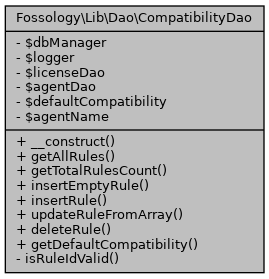 Fossology\Lib\Dao\CompatibilityDao
- $dbManager
- $logger
- $licenseDao
- $agentDao
- $defaultCompatibility
- $agentName
+ __construct()
+ getAllRules()
+ getTotalRulesCount()
+ insertEmptyRule()
+ insertRule()
+ updateRuleFromArray()
+ deleteRule()
+ getDefaultCompatibility()
- isRuleIdValid()